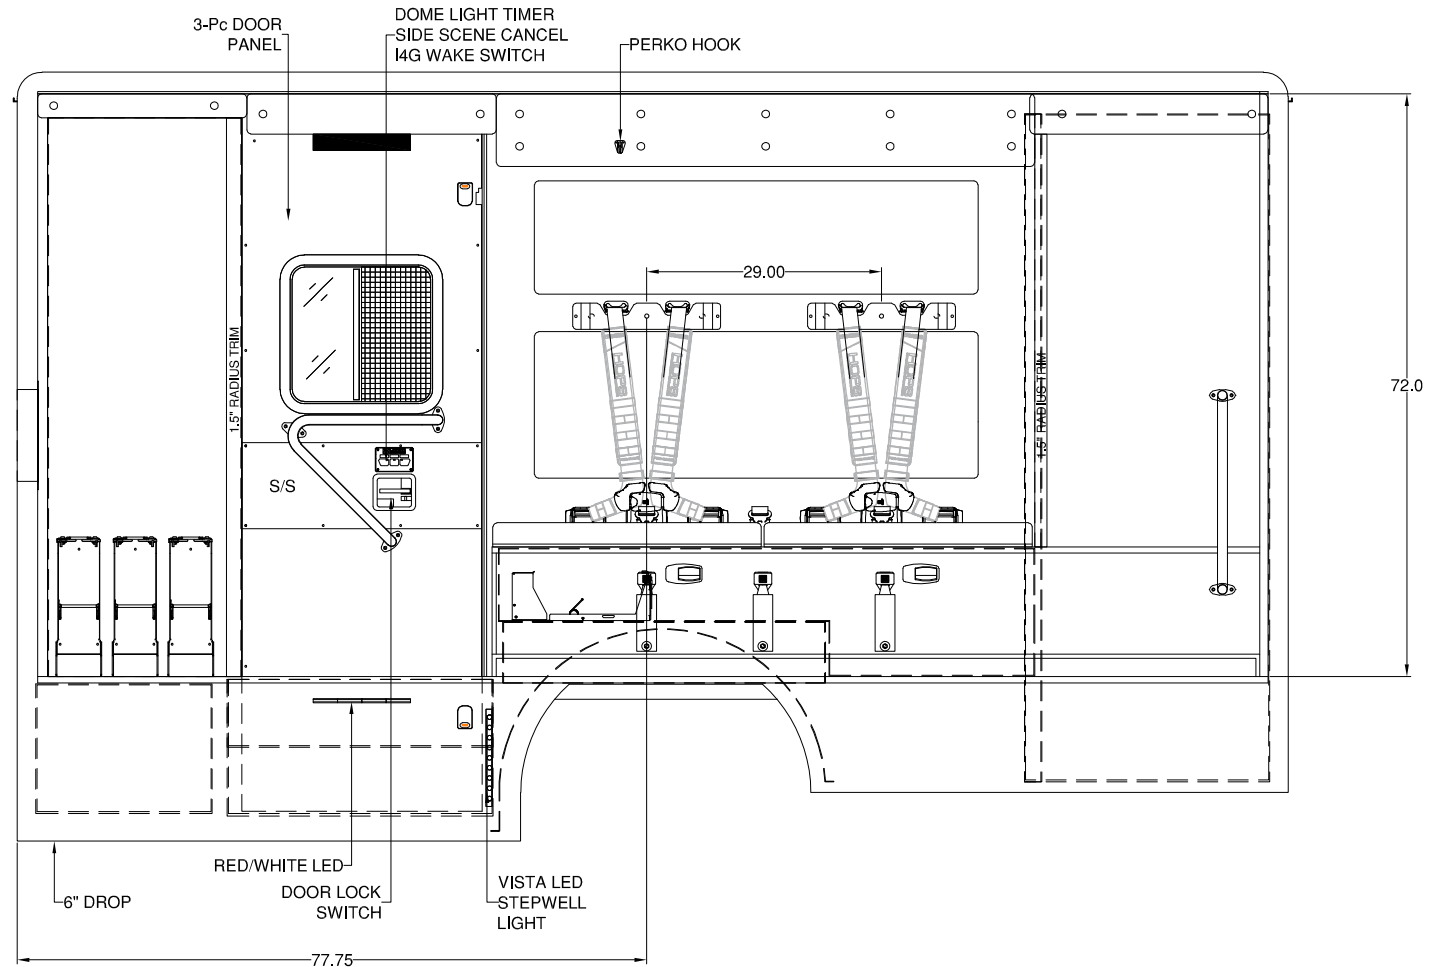 3-Pc DOOR
PANEL
DOME LIGHT TIMER
SIDE SCENE CANCEL
I4G WAKE SWITCH
PERKO HOOK
29.00
72.0
1.5" RADIUS TRIM
1.5" RADIUS TRIM
S/S
RED/WHITE LED
DOOR LOCK
SWITCH
VISTA LED
STEPWELL
LIGHT
6" DROP
77.75